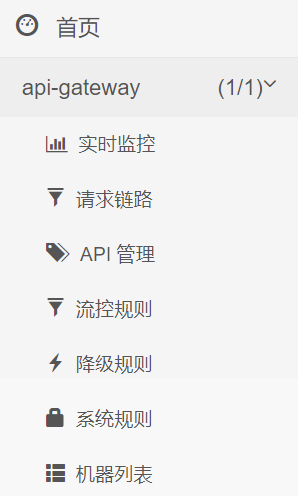 首页
api-gateway (1/1)
实时监控
请求链路
API 管理
流控规则
降级规则
系统规则
机器列表